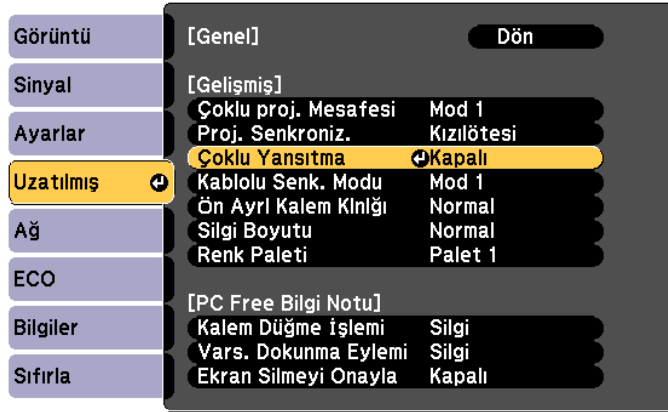 Görüntü
Sinyal
Ayarlar
Uzatılmış
Ağ
ECO
Bilgiler
Sıfırla
[Genel] Dön
[Gelişmiş]
Çoklu proj. Mesafesi Mod 1
Proj. Senkroniz. Kızılötesi
Çoklu Yansıtma Kapalı
Kablolu Senk. Modu Mod 1
Ön Ayrl Kalem Klnlğı Normal
Silgi Boyutu Normal
Renk Paleti Palet 1
[PC Free Bilgi Notu]
Kalem Düğme İşlemi Silgi
Vars. Dokunma Eylemi Silgi
Ekran Silmeyi Onayla Kapalı